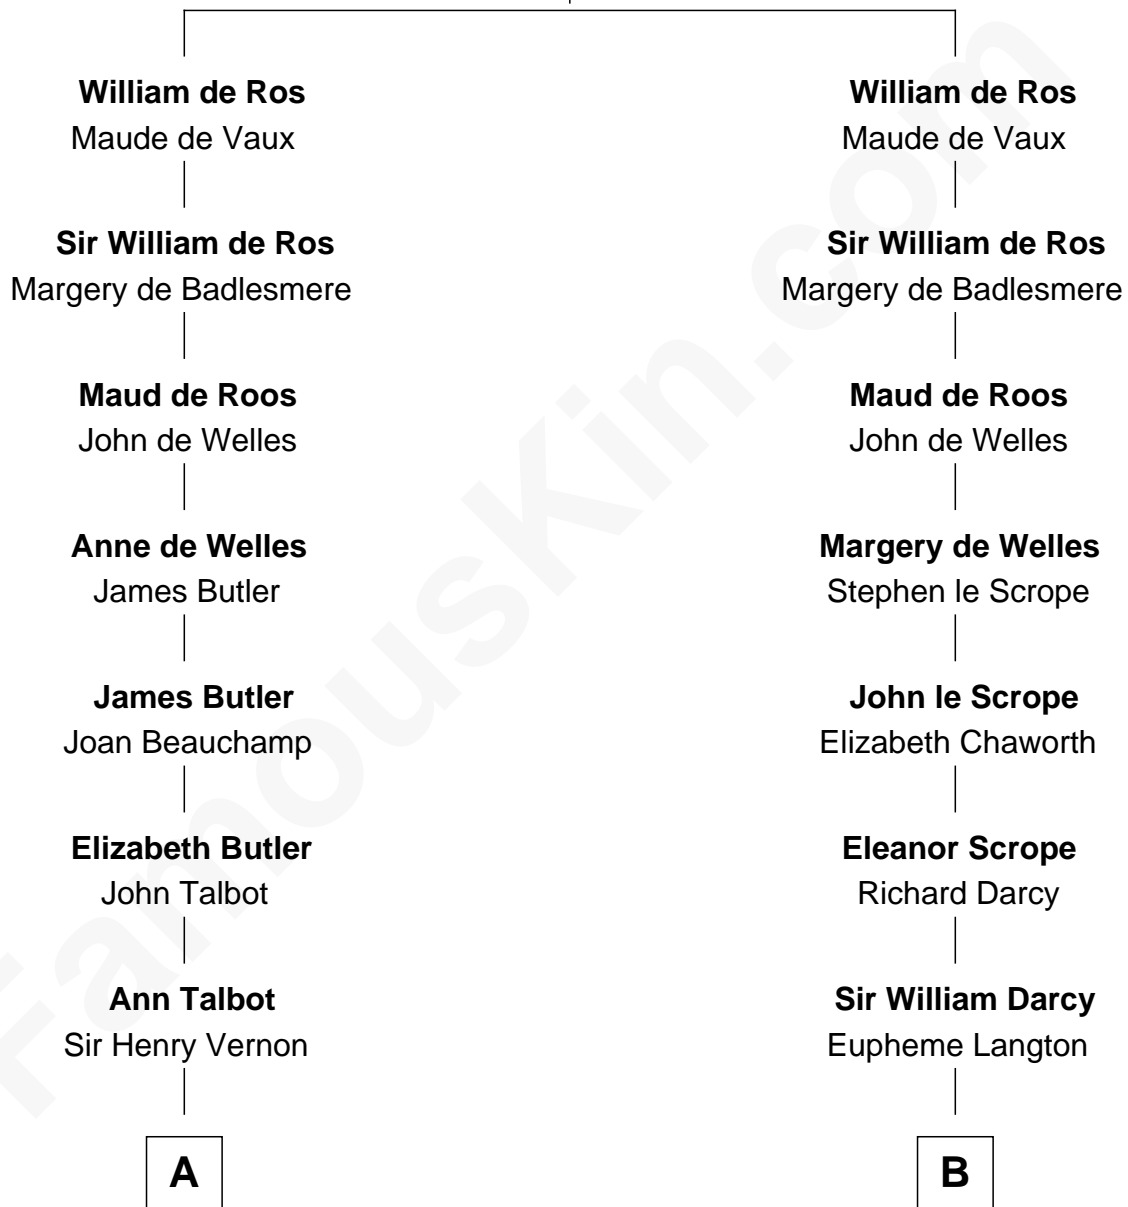 William de Ros
Maude de Vaux
Sir William de Ros
Margery de Badlesmere
Maud de Roos
John de Welles
Anne de Welles
James Butler
James Butler
Joan Beauchamp
Elizabeth Butler
John Talbot
Ann Talbot
Sir Henry Vernon
A
William de Ros
Maude de Vaux
Sir William de Ros
Margery de Badlesmere
Maud de Roos
John de Welles
Margery de Welles
Stephen le Scrope
John le Scrope
Elizabeth Chaworth
Eleanor Scrope
Richard Darcy
Sir William Darcy
Eupheme Langton
B
FamousKin.com